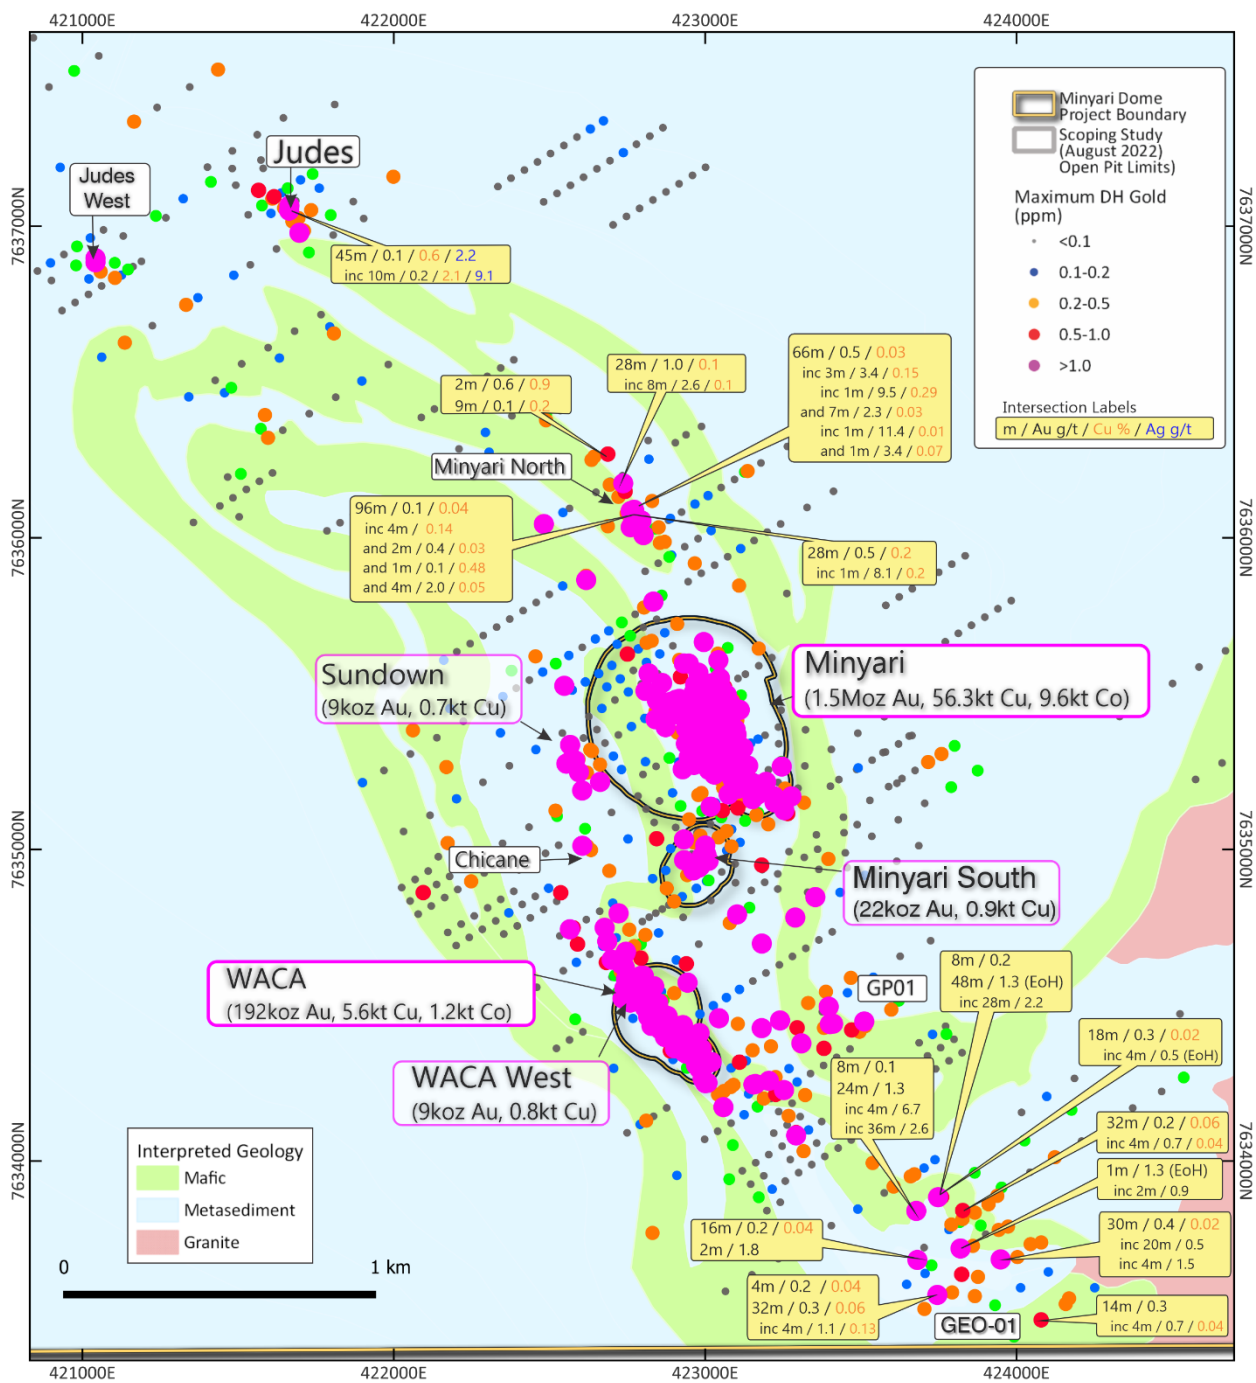 421000E
422000E
423000E
424000E
Minyari Dome
Project Boundary
Scoping Study
(August 2022)
Open Pit Limits)
Maximum DH Gold
(ppm)
<0.1
0.1-0.2
0.2-0.5
0.5-1.0
>1.0
Intersection Labels
m / Au g/t / Cu % / Ag g/t
7637000N
7637000N
Judes
Judes
West
45m / 0.1 / 0.6 / 2.2
inc 10m / 0.2 / 2.1 / 9.1
66m / 0.5 / 0.03
inc 3m / 3.4 / 0.15
inc 1m / 9.5 / 0.29
and 7m / 2.3 / 0.03
inc 1m / 11.4 / 0.01
and 1m / 3.4 / 0.07
28m / 1.0 / 0.1
inc 8m / 2.6 / 0.1
2m / 0.6 / 0.9
9m / 0.1 / 0.2
Minyari North
96m / 0.1 / 0.04
inc 4m / 0.14
and 2m / 0.4 / 0.03
and 1m / 0.1 / 0.48
and 4m / 2.0 / 0.05
28m / 0.5 / 0.2
inc 1m / 8.1 / 0.2
7636000N
7636000N
Sundown
(9koz Au, 0.7kt Cu)
Minyari
(1.5Moz Au, 56.3kt Cu, 9.6kt Co)
7635000N
7635000N
Chicane
Minyari South
(22koz Au, 0.9kt Cu)
WACA
(192koz Au, 5.6kt Cu, 1.2kt Co)
GP01
8m / 0.2
48m / 1.3 (EoH)
inc 28m / 2.2
18m / 0.3 / 0.02
inc 4m / 0.5 (EoH)
WACA West
(9koz Au, 0.8kt Cu)
8m / 0.1
24m / 1.3
inc 4m / 6.7
inc 36m / 2.6
32m / 0.2 / 0.06
inc 4m / 0.7 / 0.04
1m / 1.3 (EoH)
inc 2m / 0.9
7634000N
7634000N
Interpreted Geology
Mafic
Metasediment
Granite
16m / 0.2 / 0.04
2m / 1.8
30m / 0.4 / 0.02
inc 20m / 0.5
inc 4m / 1.5
4m / 0.2 / 0.04
32m / 0.3 / 0.06
inc 4m / 1.1 / 0.13
14m / 0.3
inc 4m / 0.7 / 0.04
GEO-01
0
1 km
421000E
422000E
423000E
424000E